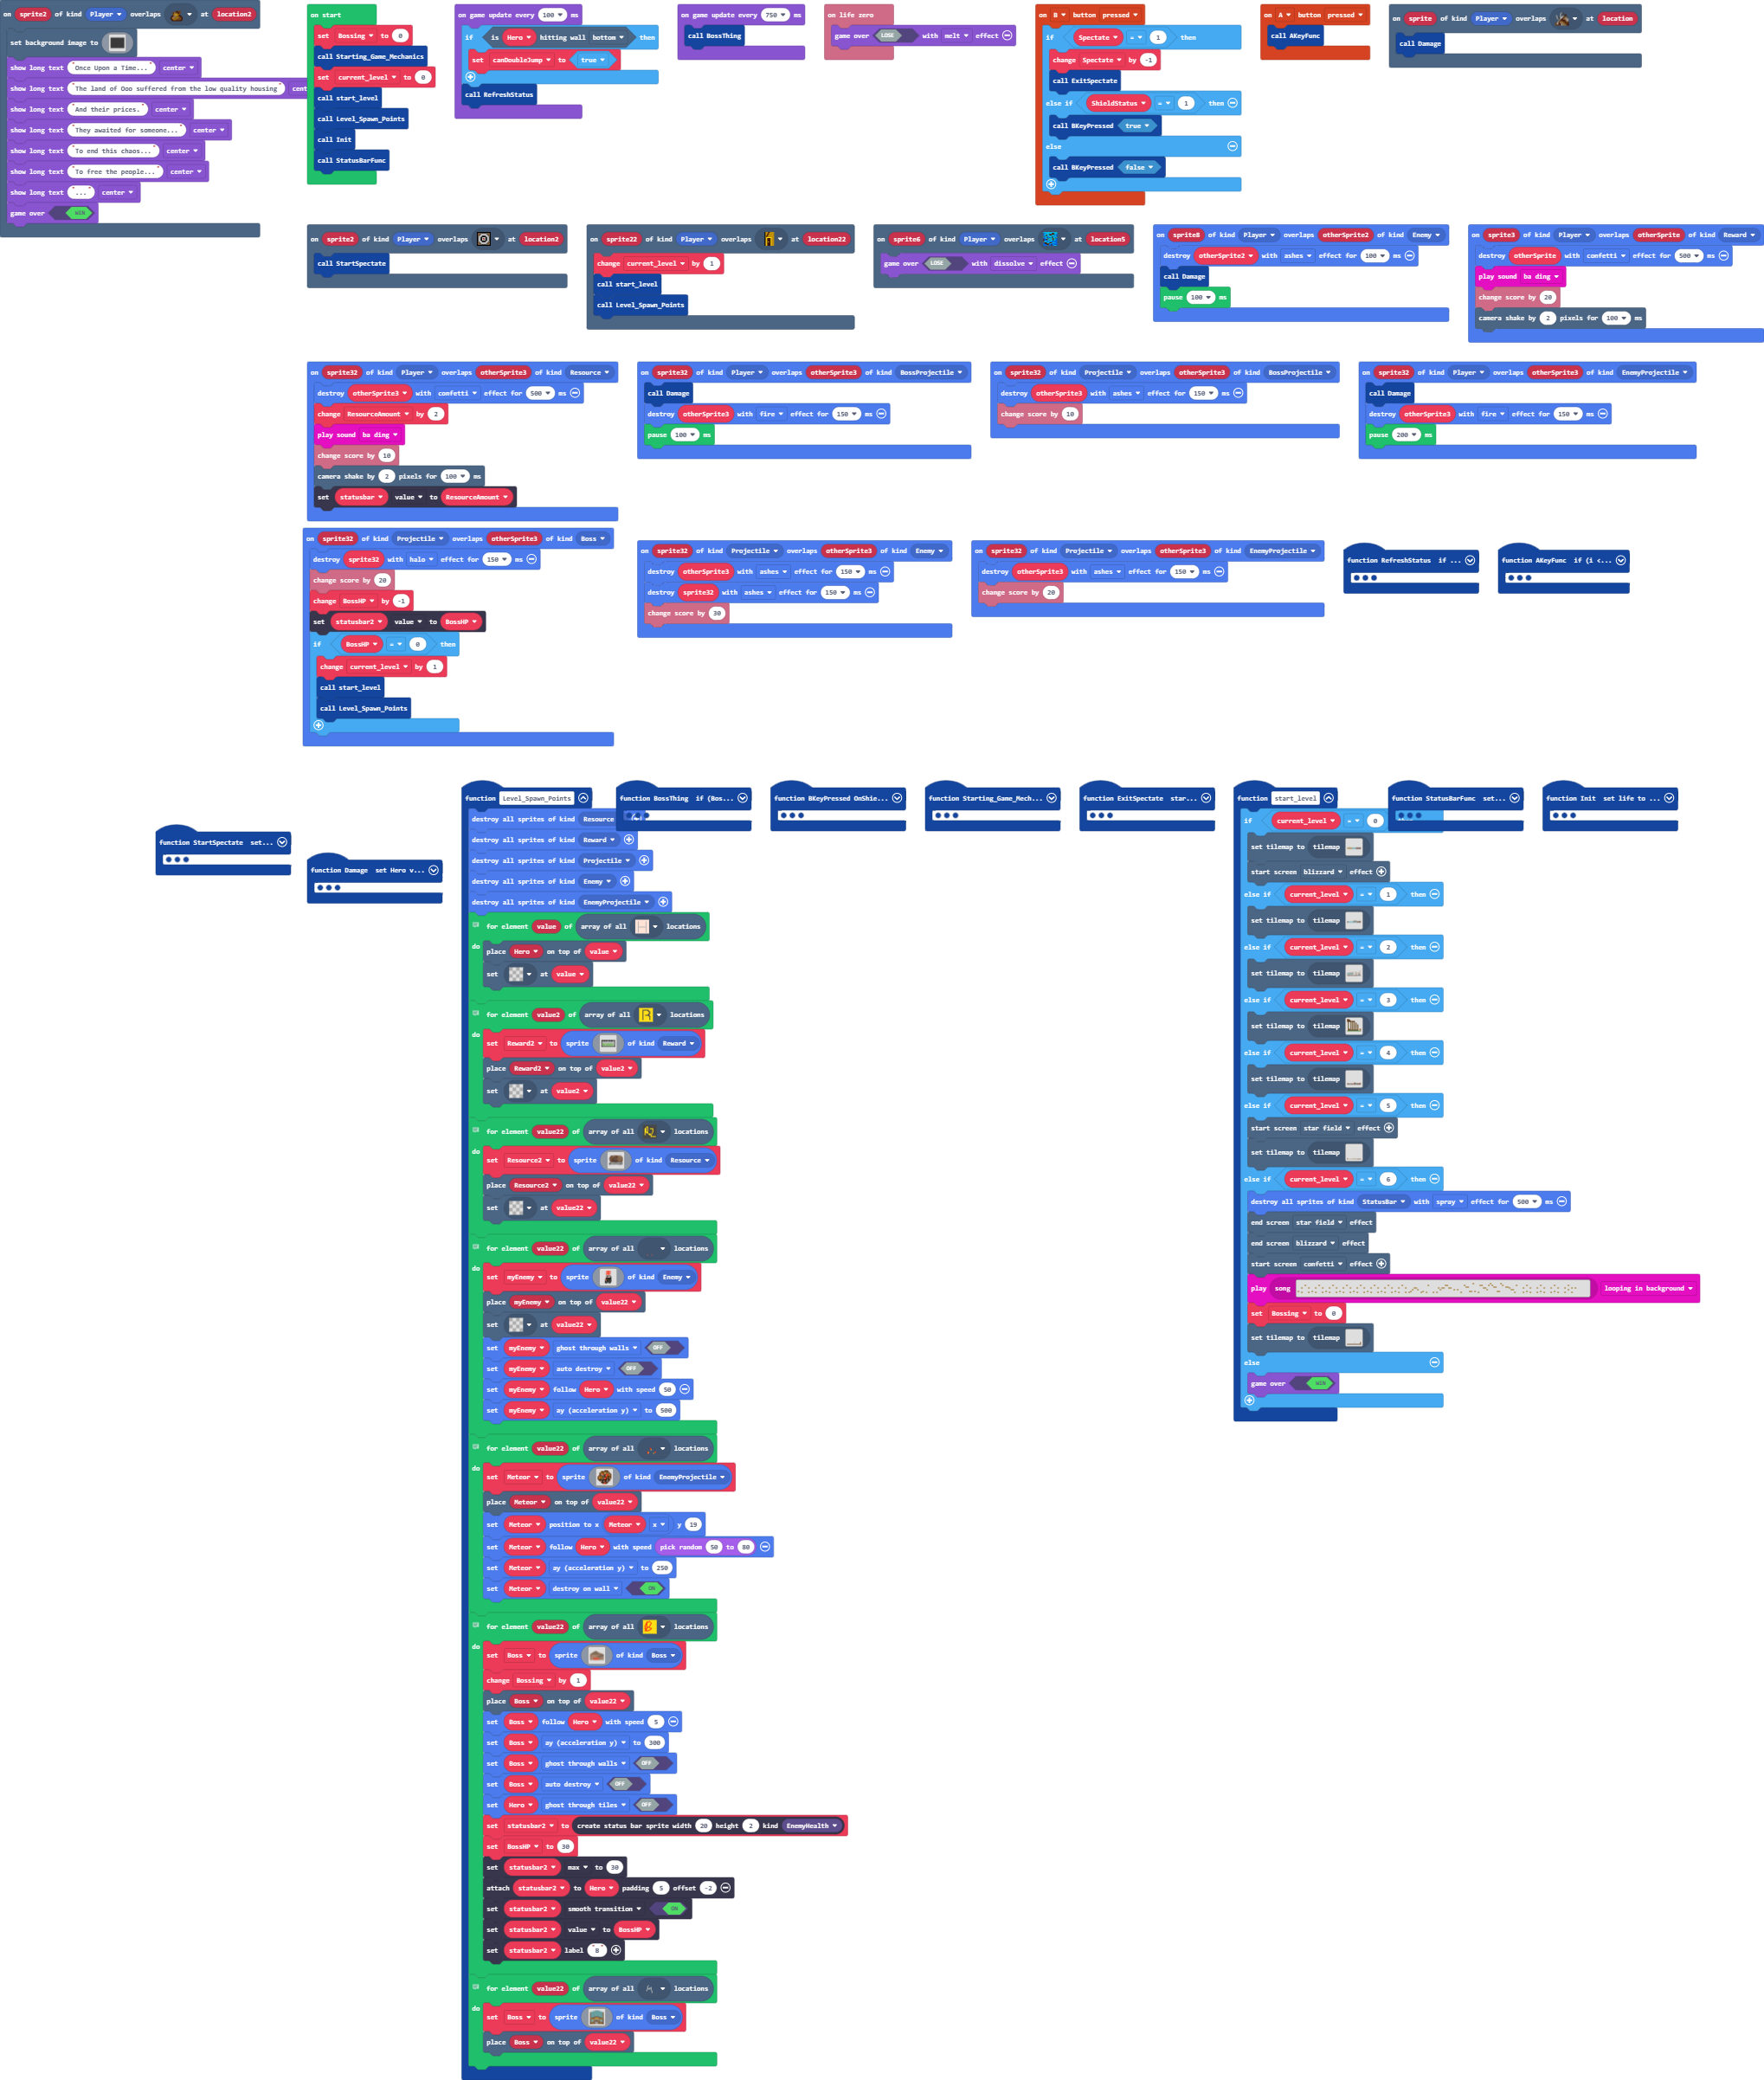 on sprite2 of kind Player overlaps at location2
set background image to
show long text "Once Upon a Time..." center
show long text "The land of Ooo suffered from the low quality housing" cent
show long text "And their prices." center
show long text "They awaited for someone..." center
show long text "To end this chaos..." center
show long text "To free the people..." center
show long text "..." center
game over WIN
on start
set Bossing to 0
call Starting_Game_Mechanics
set current_level to 0
call start_level
call Level_Spawn_Points
call Init
call StatusBarFunc
on game update every 100 ms
if is Hero hitting wall bottom then
set canDoubleJump to true
call RefreshStatus
on game update every 750 ms
call BossThing
on life zero
game over LOSE with melt effect
on B button pressed
if Spectate = 1 then
change Spectate by -1
call ExitSpectate
else if ShieldStatus = 1 then
call BKeyPressed true
else
call BKeyPressed false
on A button pressed
call AKeyFunc
on sprite of kind Player overlaps at location
call Damage
on sprite2 of kind Player overlaps at location2
call StartSpectate
on sprite22 of kind Player overlaps at location22
change current_level by 1
call start_level
call Level_Spawn_Points
on sprite6 of kind Player overlaps at location5
game over LOSE with dissolve effect
on sprite8 of kind Player overlaps otherSprite2 of kind Enemy
destroy otherSprite2 with ashes effect for 100 ms
call Damage
pause 100 ms
on sprite3 of kind Player overlaps otherSprite of kind Reward
destroy otherSprite with confetti effect for 500 ms
play sound ba ding
change score by 20
camera shake by 2 pixels for 100 ms
on sprite32 of kind Player overlaps otherSprite3 of kind Resource
destroy otherSprite3 with confetti effect for 500 ms
change ResourceAmount by 2
play sound ba ding
change score by 10
camera shake by 2 pixels for 100 ms
set statusbar value to ResourceAmount
on sprite32 of kind Player overlaps otherSprite3 of kind BossProjectile
call Damage
destroy otherSprite3 with fire effect for 150 ms
pause 100 ms
on sprite32 of kind Projectile overlaps otherSprite3 of kind BossProjectile
destroy otherSprite3 with ashes effect for 150 ms
change score by 10
on sprite32 of kind Player overlaps otherSprite3 of kind EnemyProjectile
call Damage
destroy otherSprite3 with fire effect for 150 ms
pause 200 ms
on sprite32 of kind Projectile overlaps otherSprite3 of kind Boss
destroy sprite32 with halo effect for 150 ms
change score by 20
change BossHP by -1
set statusbar2 value to BossHP
if BossHP = 0 then
change current_level by 1
call start_level
call Level_Spawn_Points
on sprite32 of kind Projectile overlaps otherSprite3 of kind Enemy
destroy otherSprite3 with ashes effect for 150 ms
destroy sprite32 with ashes effect for 150 ms
change score by 30
on sprite32 of kind Projectile overlaps otherSprite3 of kind EnemyProjectile
destroy otherSprite3 with ashes effect for 150 ms
change score by 20
function RefreshStatus if ...
function AKeyFunc if (i <...
function StartSpectate set...
function Damage set Hero v...
function Level_Spawn_Points
destroy all sprites of kind Resource
destroy all sprites of kind Reward
destroy all sprites of kind Projectile
destroy all sprites of kind Enemy
destroy all sprites of kind EnemyProjectile
for element value of array of all locations
do place Hero on top of value
set at value
for element value2 of array of all R locations
do set Reward2 to sprite of kind Reward
place Reward2 on top of value2
set at value2
for element value22 of array of all locations
do set Resource2 to sprite of kind Resource
place Resource2 on top of value22
set at value22
for element value22 of array of all locations
do set myEnemy to sprite of kind Enemy
place myEnemy on top of value22
set at value22
set myEnemy ghost through walls OFF
set myEnemy auto destroy OFF
set myEnemy follow Hero with speed 50
set myEnemy ay (acceleration y) to 500
for element value22 of array of all locations
do set Meteor to sprite of kind EnemyProjectile
place Meteor on top of value22
set Meteor position to x Meteor x y 19
set Meteor follow Hero with speed pick random 50 to 80
set Meteor ay (acceleration y) to 250
set Meteor destroy on wall ON
for element value22 of array of all B locations
do set Boss to sprite of kind Boss
change Bossing by 1
place Boss on top of value22
set Boss follow Hero with speed 5
set Boss ay (acceleration y) to 300
set Boss ghost through walls OFF
set Boss auto destroy OFF
set Hero ghost through tiles OFF
set statusbar2 to create status bar sprite width 20 height 2 kind EnemyHealth
set BossHP to 30
set statusbar2 max to 30
attach statusbar2 to Hero padding 5 offset -2
set statusbar2 smooth transition ON
set statusbar2 value to BossHP
set statusbar2 label
for element value22 of array of all locations
do set Boss to sprite of kind Boss
place Boss on top of value22
function BossThing if (Bos...
function BKeyPressed OnShie...
function Starting_Game_Mech...
function ExitSpectate star...
function start_level
if current_level = 0
set tilemap to tilemap
start screen blizzard effect
else if current_level = 1 then
set tilemap to tilemap
else if current_level = 2 then
set tilemap to tilemap
else if current_level = 3 then
set tilemap to tilemap
else if current_level = 4 then
set tilemap to tilemap
else if current_level = 5 then
start screen star field effect
set tilemap to tilemap
else if current_level = 6 then
destroy all sprites of kind StatusBar with spray effect for 500 ms
end screen star field effect
end screen blizzard effect
start screen confetti effect
play song looping in background
set Bossing to 0
set tilemap to tilemap
else
game over WIN
function StatusBarFunc set...
function Init set life to ...